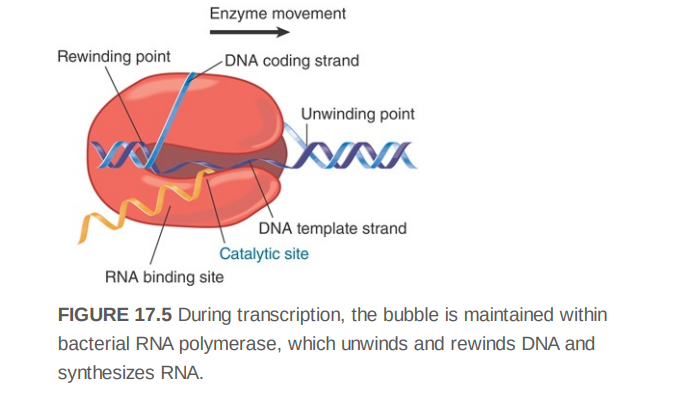 Enzyme movement
Rewinding point
DNA coding strand
Unwinding point
DNA template strand
Catalytic site
RNA binding site
FIGURE 17.5 During transcription, the bubble is maintained within
bacterial RNA polymerase, which unwinds and rewinds DNA and
synthesizes RNA.